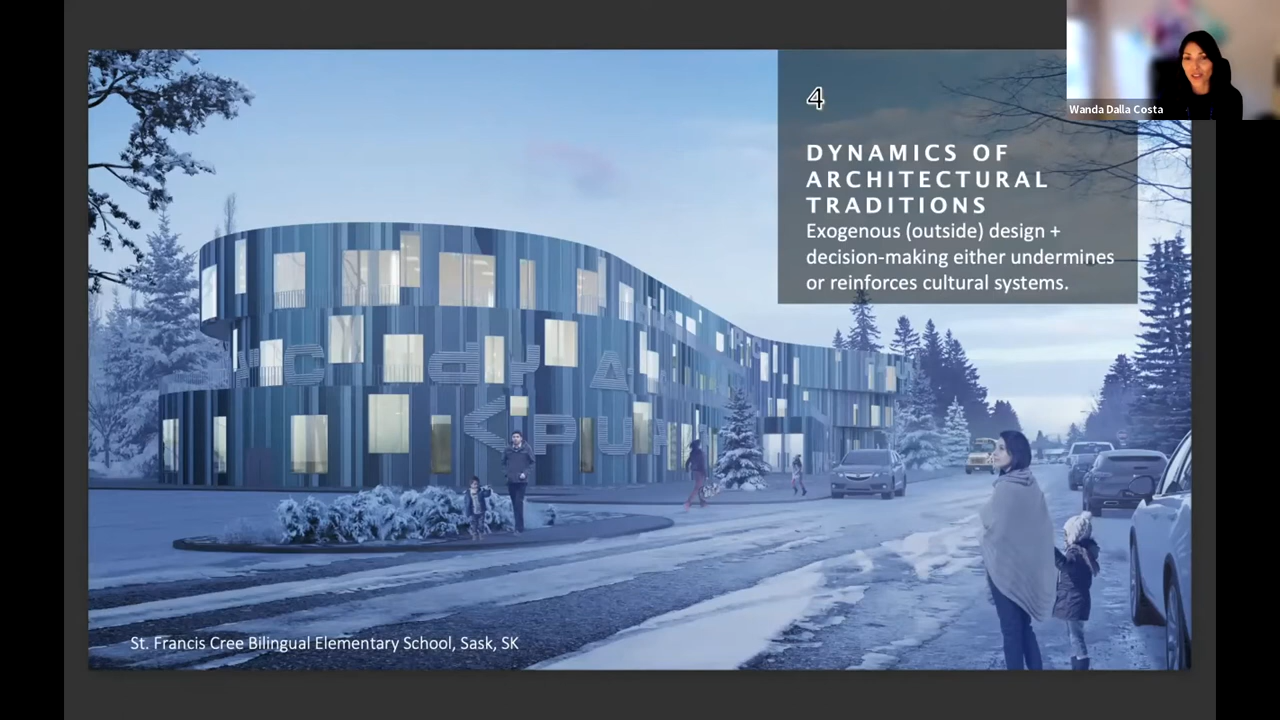 4
DYNAMICS OF
ARCHITECTURAL
TRADITIONS
Exogenous (outside) design +
decision-making either undermines
or reinforces cultural systems.
Wanda Dalla Costa
St. Francis Cree Bilingual Elementary School, Sask, SK